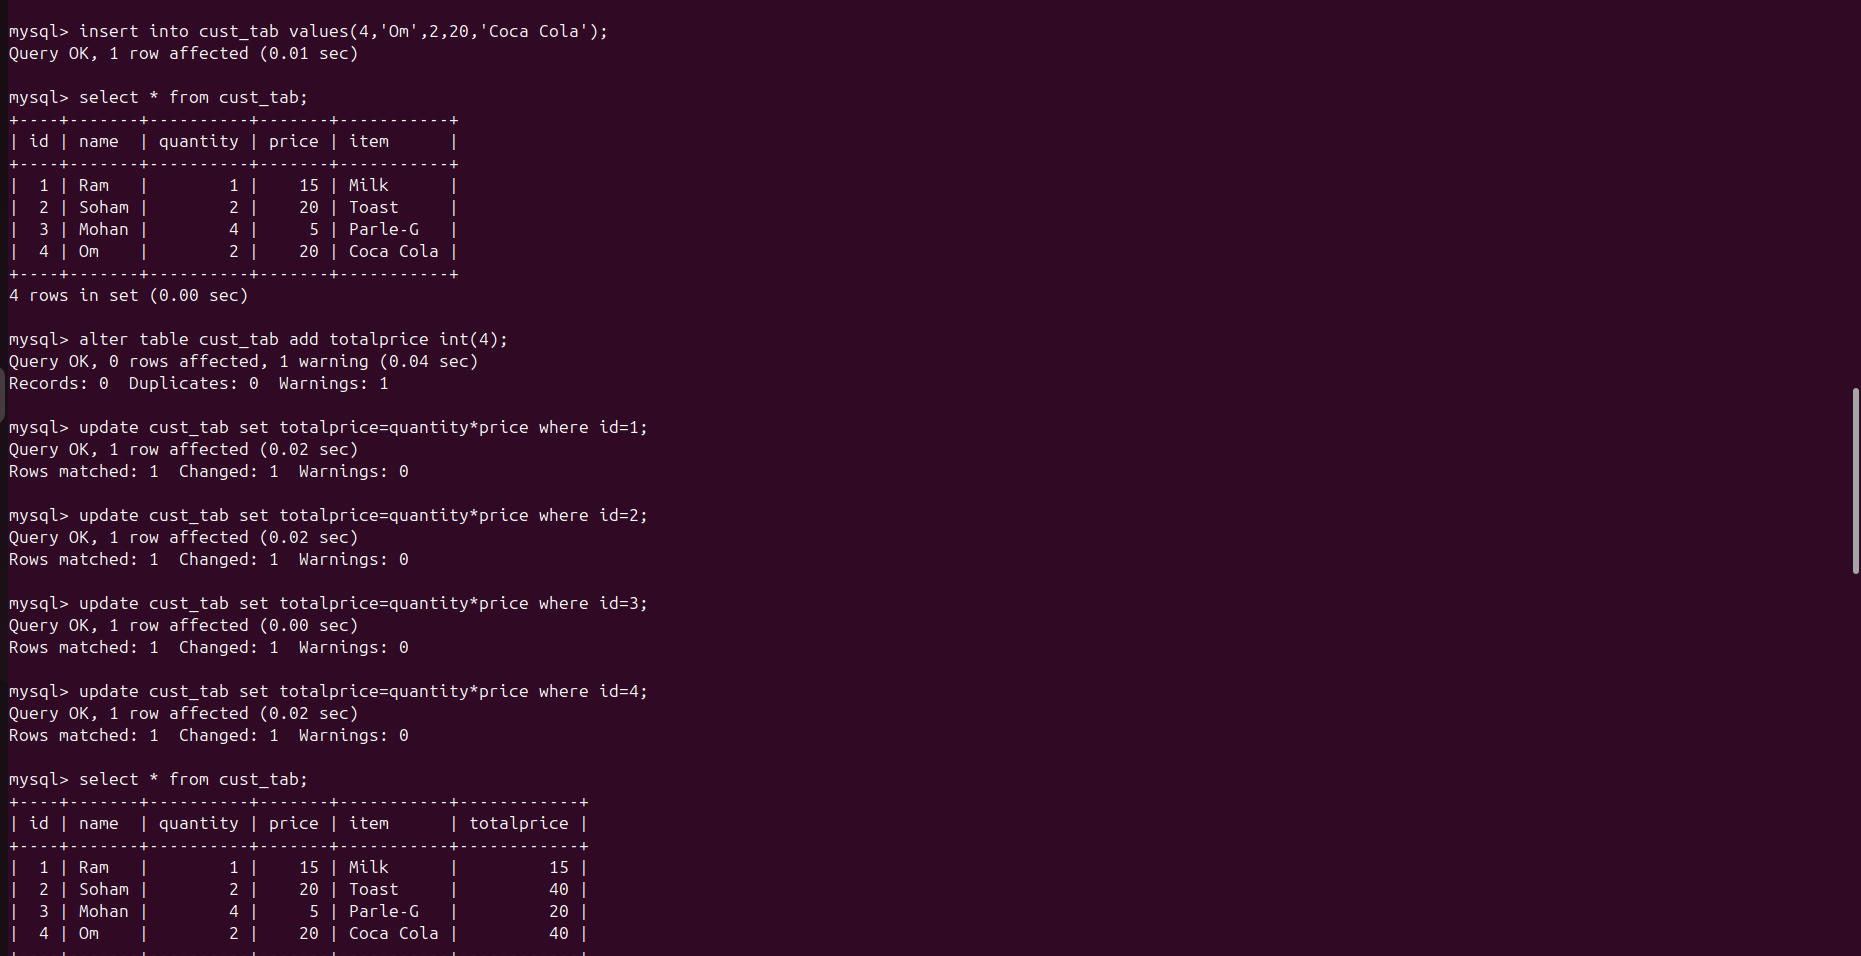 mysql> insert into cust_tab values(4,'Om',2,20,'Coca Cola');
Query OK, 1 row affected (0.01 sec)

mysql> select * from cust_tab;
+----+-------+----------+-------+-----------+
| id | name  | quantity | price | item      |
+----+-------+----------+-------+-----------+
|  1 | Ram   |        1 |    15 | Milk      |
|  2 | Soham |        2 |    20 | Toast     |
|  3 | Mohan |        4 |     5 | Parle-G   |
|  4 | Om    |        2 |    20 | Coca Cola |
+----+-------+----------+-------+-----------+
4 rows in set (0.00 sec)

mysql> alter table cust_tab add totalprice int(4);
Query OK, 0 rows affected, 1 warning (0.04 sec)
Records: 0  Duplicates: 0  Warnings: 1

mysql> update cust_tab set totalprice=quantity*price where id=1;
Query OK, 1 row affected (0.02 sec)
Rows matched: 1  Changed: 1  Warnings: 0

mysql> update cust_tab set totalprice=quantity*price where id=2;
Query OK, 1 row affected (0.02 sec)
Rows matched: 1  Changed: 1  Warnings: 0

mysql> update cust_tab set totalprice=quantity*price where id=3;
Query OK, 1 row affected (0.00 sec)
Rows matched: 1  Changed: 1  Warnings: 0

mysql> update cust_tab set totalprice=quantity*price where id=4;
Query OK, 1 row affected (0.02 sec)
Rows matched: 1  Changed: 1  Warnings: 0

mysql> select * from cust_tab;
+----+-------+----------+-------+-----------+------------+
| id | name  | quantity | price | item      | totalprice |
+----+-------+----------+-------+-----------+------------+
|  1 | Ram   |        1 |    15 | Milk      |         15 |
|  2 | Soham |        2 |    20 | Toast     |         40 |
|  3 | Mohan |        4 |     5 | Parle-G   |         20 |
|  4 | Om    |        2 |    20 | Coca Cola |         40 |